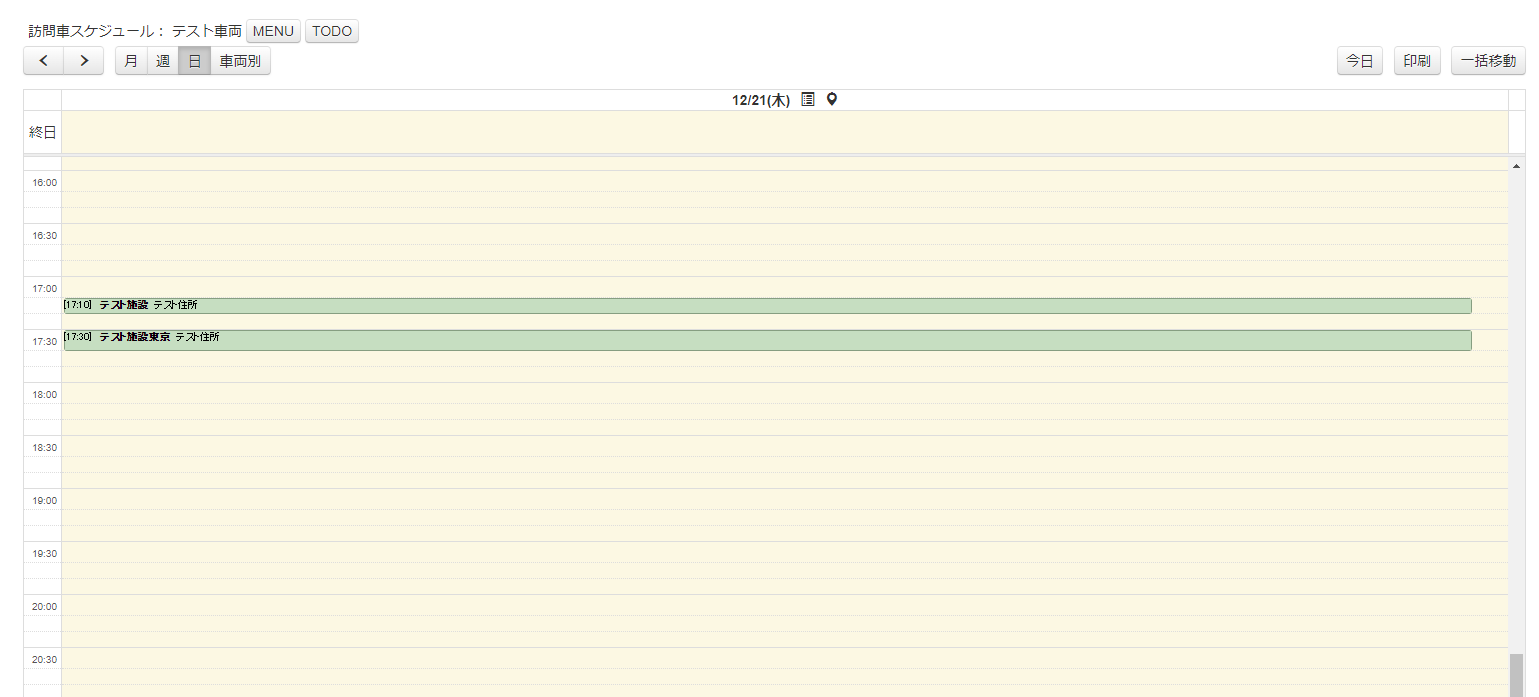 訪問車スケジュール： テスト車両 MENU TODO
月 週 日 車両別 今日 印刷 一括移動
12/21(木)
終日
16:00
16:30
17:00
[17:10] テスト施設 テスト住所
[17:30] テスト施設東京 テスト住所
17:30
18:00
18:30
19:00
19:30
20:00
20:30